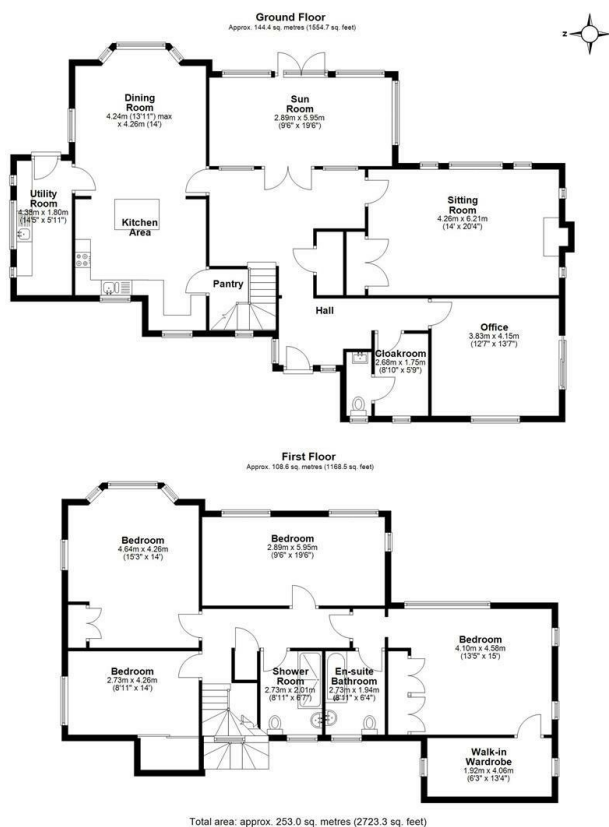 Ground Floor
Approx. 144.4 sq. metres (1554.7 sq. feet)
z
Dining
Room
4.24m (13'11") max
x 4.26m (14')
Sun
Room
2.89m x 5.95m
(9'6" x 19'6")
Utility
Room
4.38m x 1.80m
(14'5" x 5'11")
Kitchen
Area
Sitting
Room
4.26m x 6.21m
(14' x 20'4")
Pantry
Hall
Office
3.83m x 4.15m
(12'7" x 13'7")
Cloakroom
2.68m x 1.75m
(8'10" x 5'9")
First Floor
Approx. 108.6 sq. metres (1168.5 sq. feet)
Bedroom
4.64m x 4.26m
(15'3" x 14')
Bedroom
2.89m x 5.95m
(9'6" x 19'6")
Bedroom
4.10m x 4.58m
(13'5" x 15')
Bedroom
2.73m x 4.26m
(8'11" x 14')
Shower
Room
2.73m x 2.01m
(8'11" x 6'7")
En-suite
Bathroom
2.73m x 1.94m
(8'11" x 6'4")
Walk-in
Wardrobe
1.92m x 4.06m
(6'3" x 13'4")
Total area: approx. 253.0 sq. metres (2723.3 sq. feet)